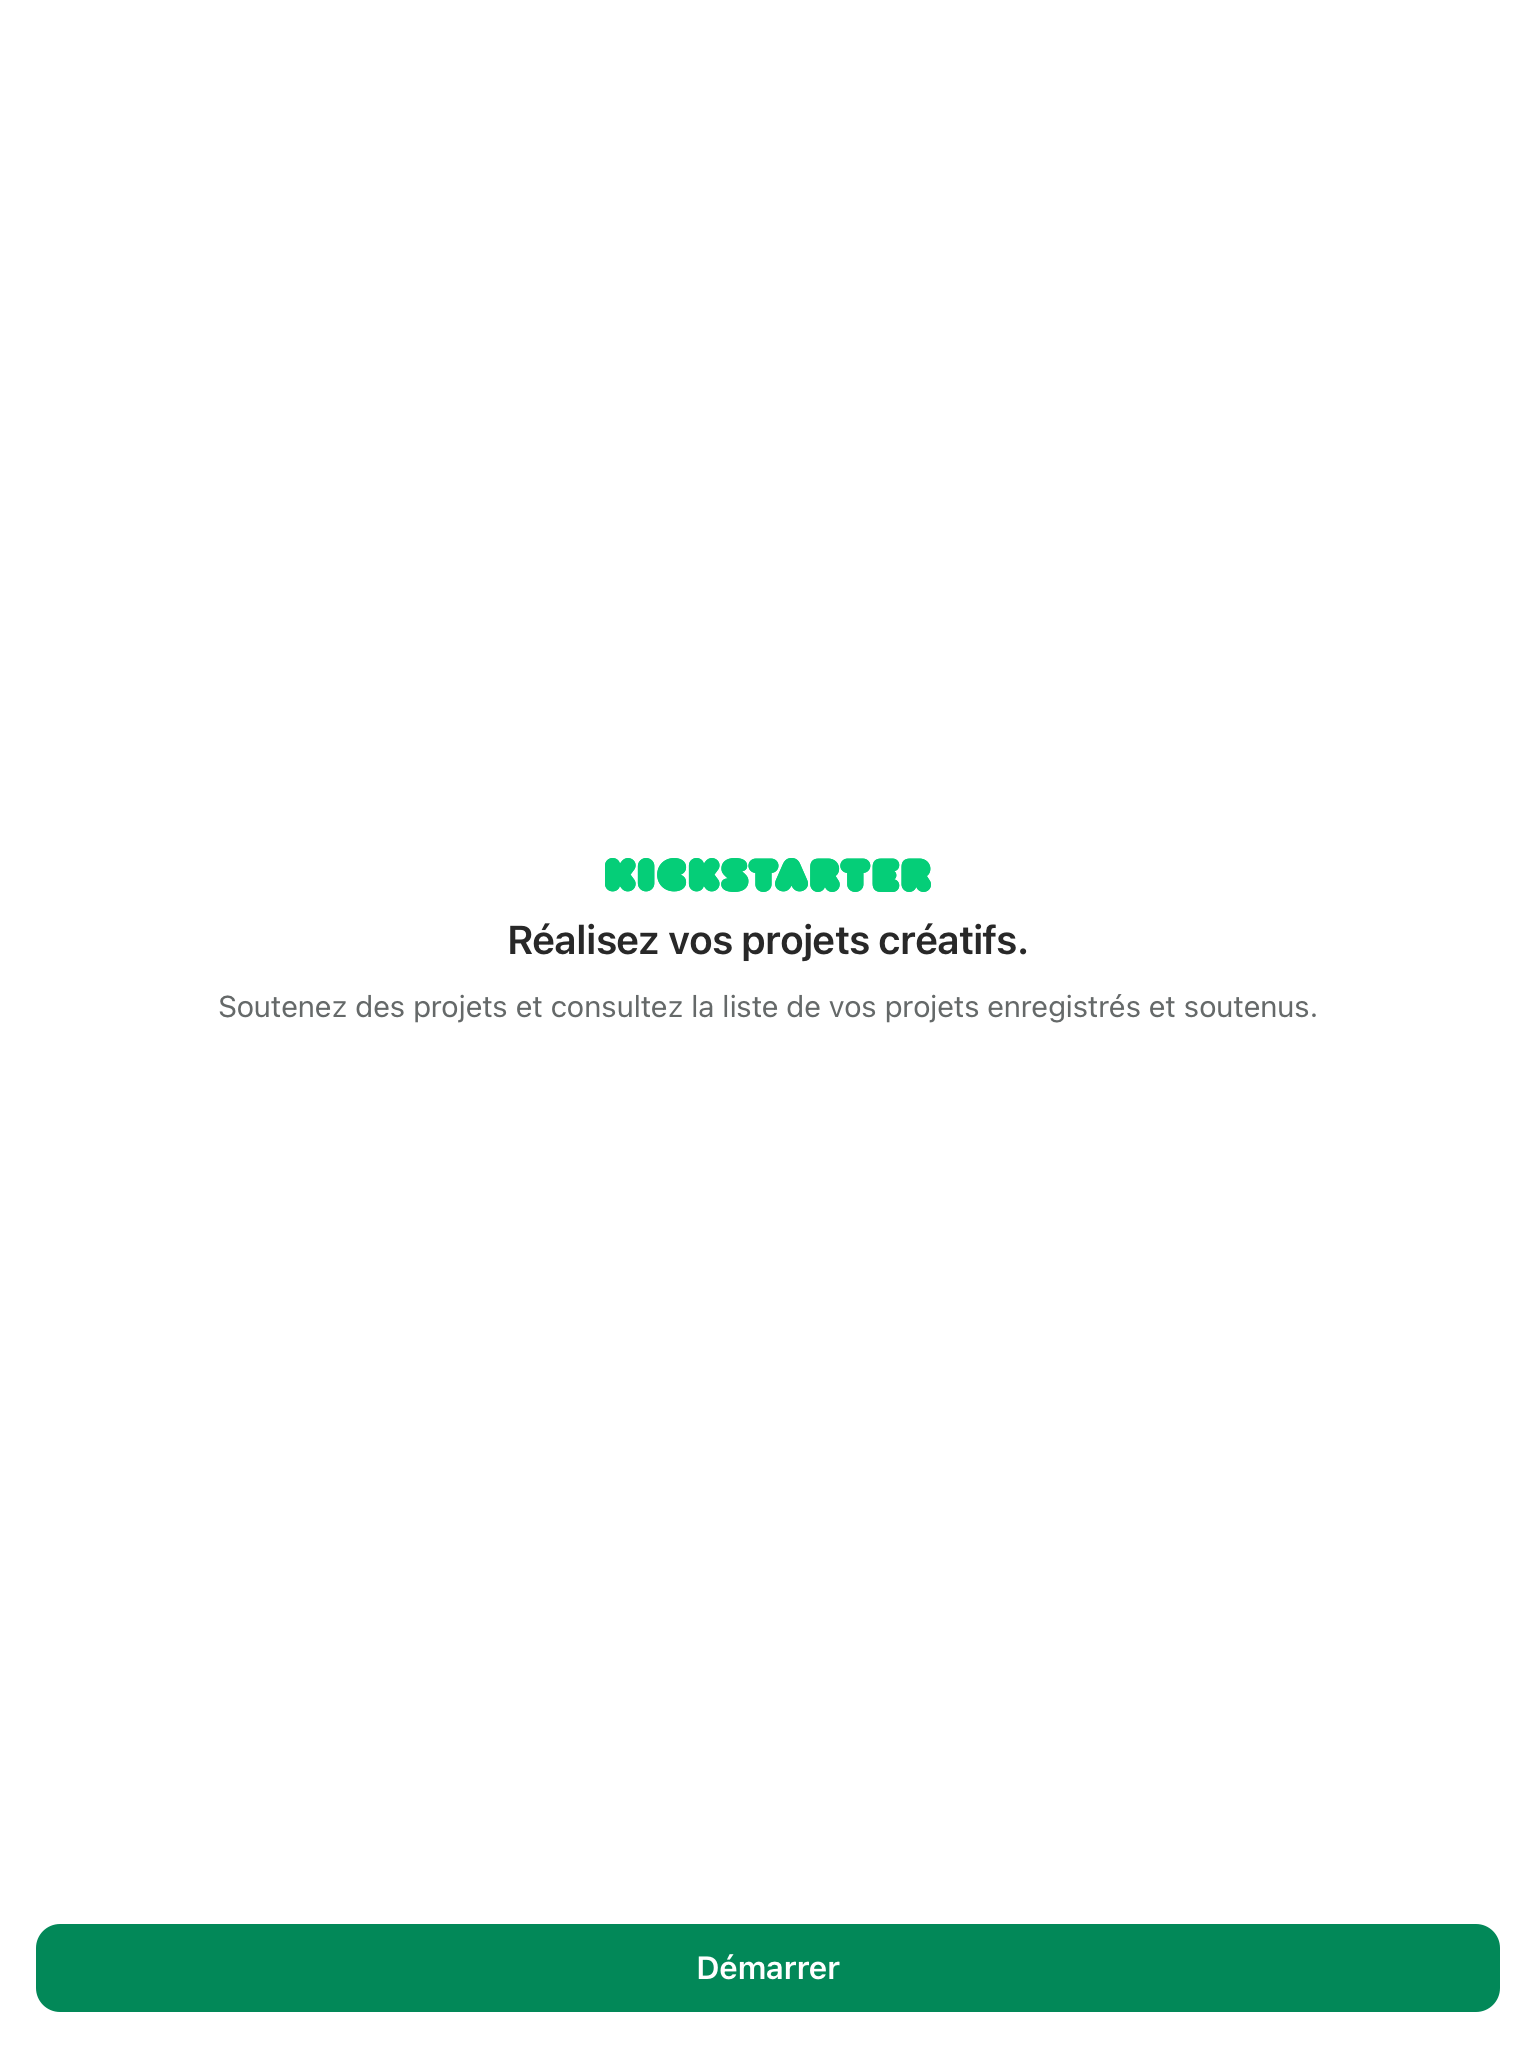 KICKSTARTER
Réalisez vos projets créatifs.
Soutenez des projets et consultez la liste de vos projets enregistrés et soutenus.
Démarrer